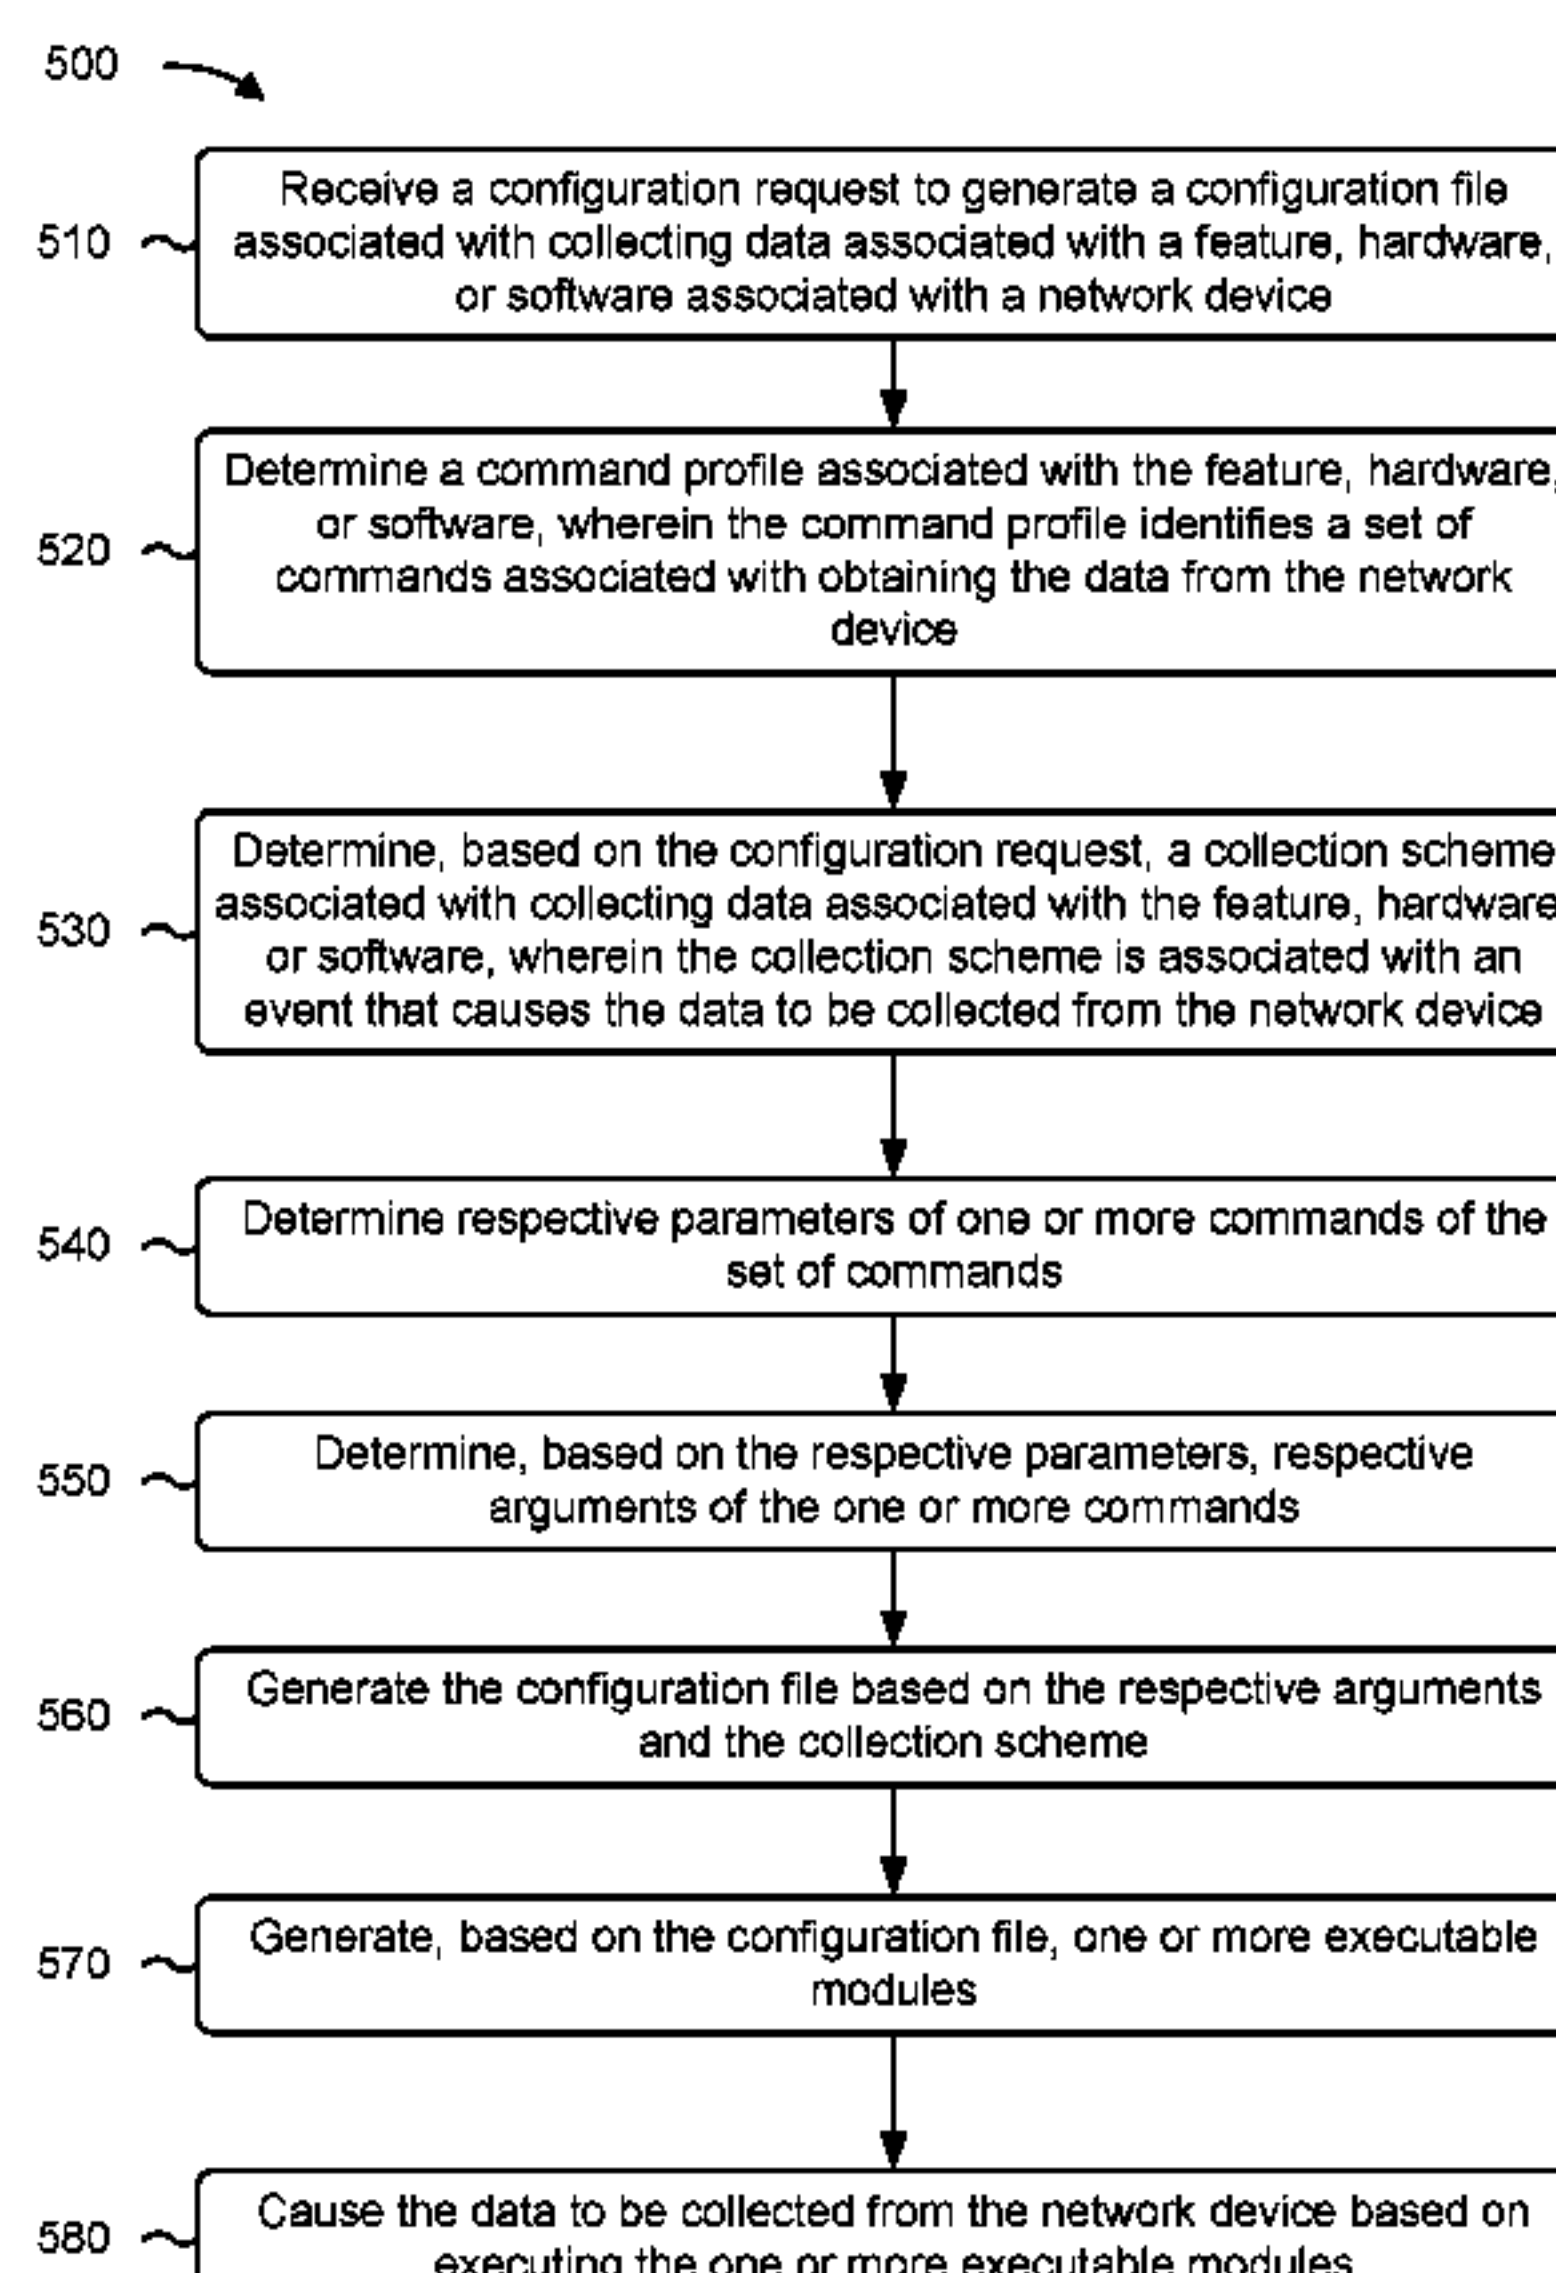 500
510
Receive a configuration request to generate a configuration file
associated with collecting data associated with a feature, hardware,
or software associated with a network device
520
Determine a command profile associated with the feature, hardware,
or software, wherein the command profile identifies a set of
commands associated with obtaining the data from the network
device
530
Determine, based on the configuration request, a collection scheme
associated with collecting data associated with the feature, hardware
or software, wherein the collection scheme is associated with an
event that causes the data to be collected from the network device
540
Determine respective parameters of one or more commands of the
set of commands
550
Determine, based on the respective parameters, respective
arguments of the one or more commands
560
Generate the configuration file based on the respective arguments
and the collection scheme
570
Generate, based on the configuration file, one or more executable
modules
580
Cause the data to be collected from the network device based on
executing the one or more executable modules